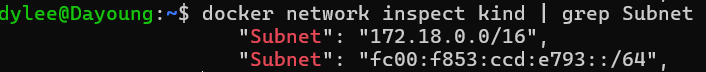 dylee@Dayoung:~$ docker network inspect kind | grep Subnet
"Subnet": "172.18.0.0/16",
"Subnet": "fc00:f853:ccd:e793::/64",